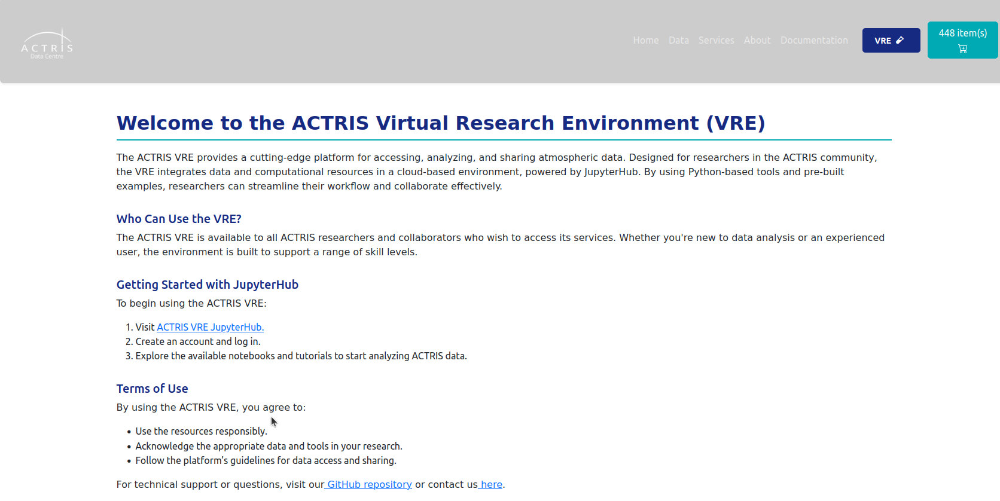 ACTRIS
Data Centre
Home Data Services About Documentation
VRE
448 item(s)
Welcome to the ACTRIS Virtual Research Environment (VRE)
The ACTRIS VRE provides a cutting-edge platform for accessing, analyzing, and sharing atmospheric data. Designed for researchers in the ACTRIS community,
the VRE integrates data and computational resources in a cloud-based environment, powered by JupyterHub. By using Python-based tools and pre-built
examples, researchers can streamline their workflow and collaborate effectively.
Who Can Use the VRE?
The ACTRIS VRE is available to all ACTRIS researchers and collaborators who wish to access its services. Whether you're new to data analysis or an experienced
user, the environment is built to support a range of skill levels.
Getting Started with JupyterHub
To begin using the ACTRIS VRE:
1. Visit ACTRIS VRE JupyterHub.
2. Create an account and log in.
3. Explore the available notebooks and tutorials to start analyzing ACTRIS data.
Terms of Use
By using the ACTRIS VRE, you agree to:
• Use the resources responsibly.
• Acknowledge the appropriate data and tools in your research.
• Follow the platform’s guidelines for data access and sharing.
For technical support or questions, visit our GitHub repository or contact us here.